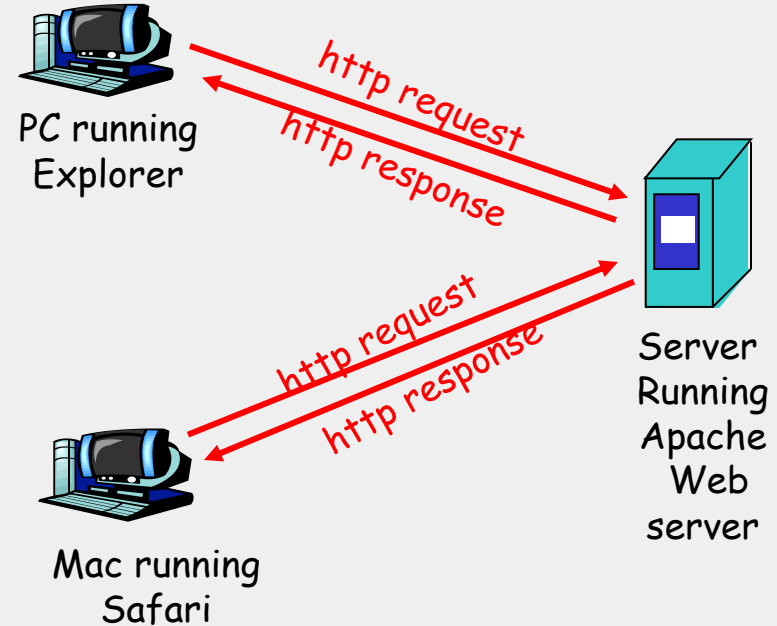 http request
http response
PC running
Explorer
http request
http response
Server
Running
Apache
Web
server
Mac running
Safari